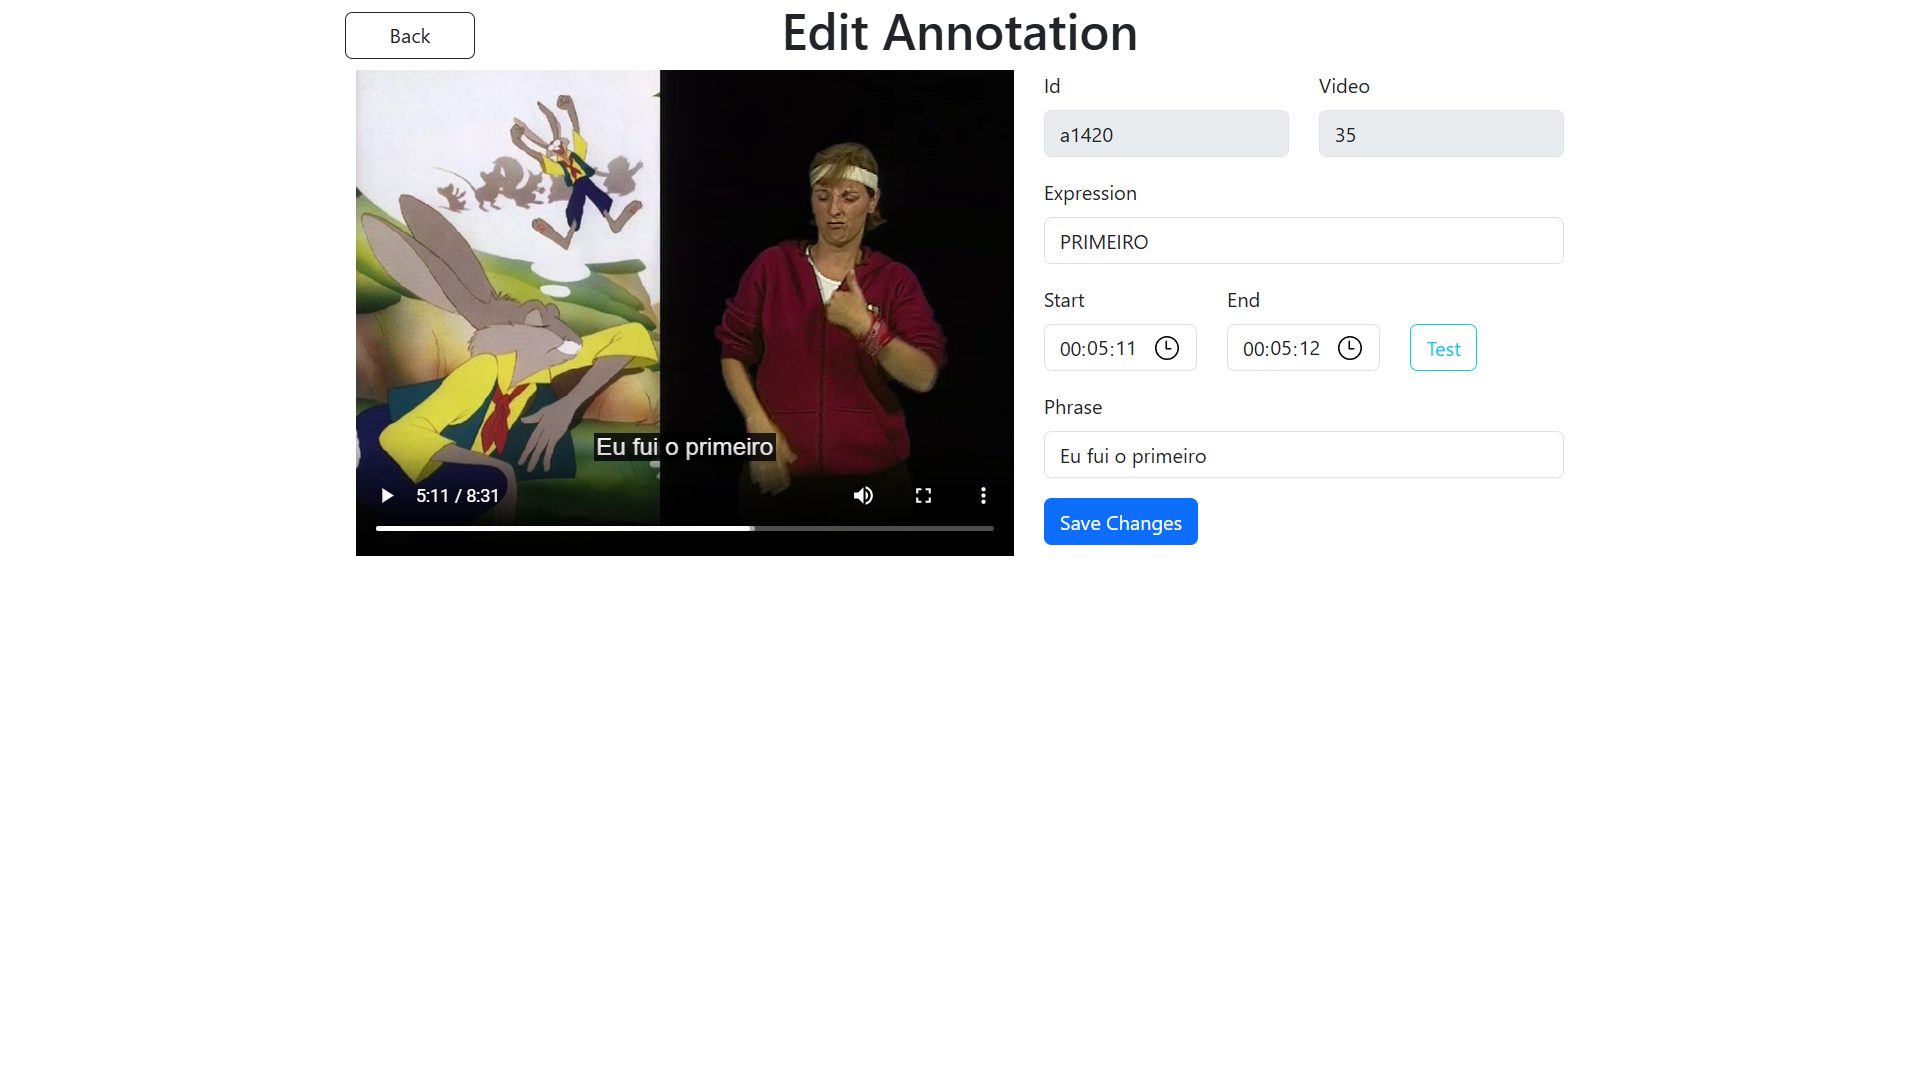 Back
Edit Annotation
Id
Video
a1420
35
Expression
PRIMEIRO
Start
End
00:05:11
00:05:12
Test
Phrase
Eu fui o primeiro
Save Changes
Eu fui o primeiro
5:11 / 8:31